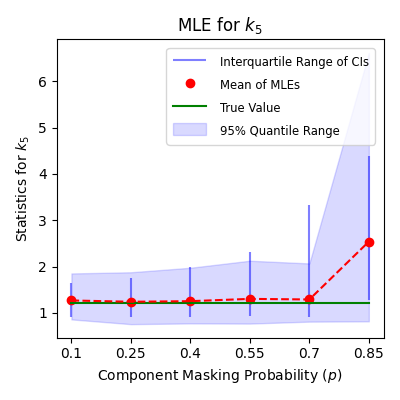 MLE for k₅
Interquartile Range of CIs
Mean of MLEs
True Value
95% Quantile Range
Statistics for k₅
6
5
4
3
2
1
0.1 0.25 0.4 0.55 0.7 0.85
Component Masking Probability (p)